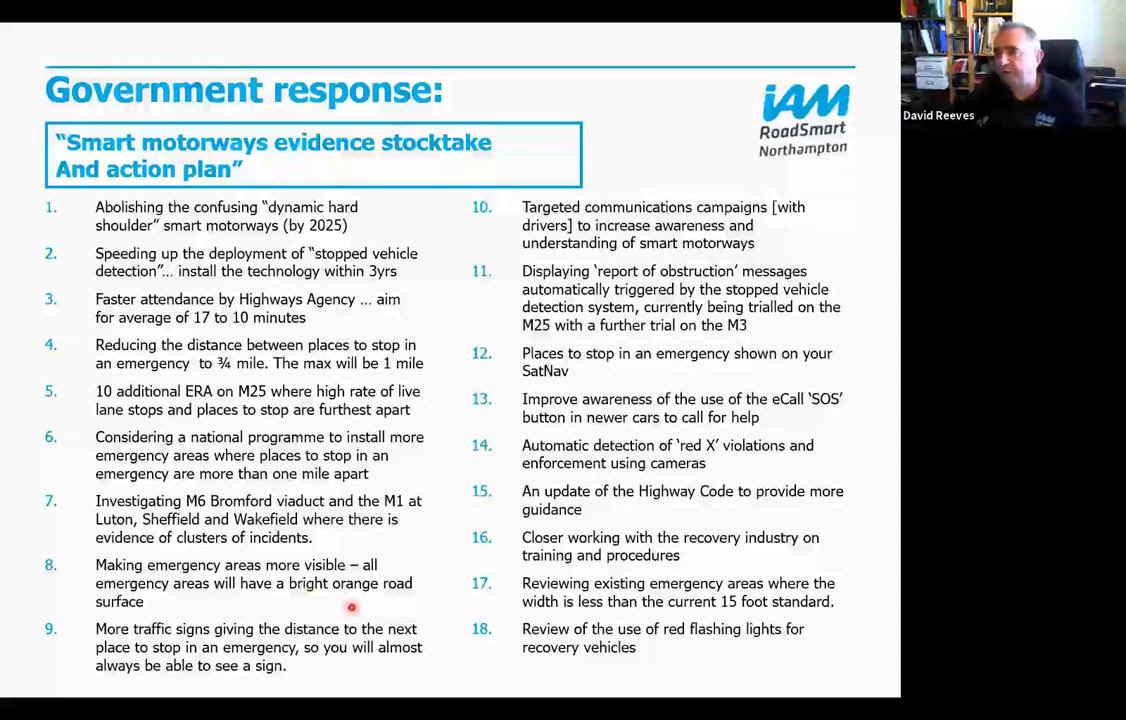 Government response:
"Smart motorways evidence stocktake
And action plan"
iAM
RoadSmart
Northampton
David Reeves
1. Abolishing the confusing "dynamic hard
shoulder" smart motorways (by 2025)
2. Speeding up the deployment of "stopped vehicle
detection"... install the technology within 3yrs
3. Faster attendance by Highways Agency ... aim
for average of 17 to 10 minutes
4. Reducing the distance between places to stop in
an emergency to ¾ mile. The max will be 1 mile
5. 10 additional ERA on M25 where high rate of live
lane stops and places to stop are furthest apart
6. Considering a national programme to install more
emergency areas where places to stop in an
emergency are more than one mile apart
7. Investigating M6 Bromford viaduct and the M1 at
Luton, Sheffield and Wakefield where there is
evidence of clusters of incidents.
8. Making emergency areas more visible – all
emergency areas will have a bright orange road
surface
9. More traffic signs giving the distance to the next
place to stop in an emergency, so you will almost
always be able to see a sign.
10. Targeted communications campaigns [with
drivers] to increase awareness and
understanding of smart motorways
11. Displaying 'report of obstruction' messages
automatically triggered by the stopped vehicle
detection system, currently being trialled on the
M25 with a further trial on the M3
12. Places to stop in an emergency shown on your
SatNav
13. Improve awareness of the use of the eCall 'SOS'
button in newer cars to call for help
14. Automatic detection of 'red X' violations and
enforcement using cameras
15. An update of the Highway Code to provide more
guidance
16. Closer working with the recovery industry on
training and procedures
17. Reviewing existing emergency areas where the
width is less than the current 15 foot standard.
18. Review of the use of red flashing lights for
recovery vehicles